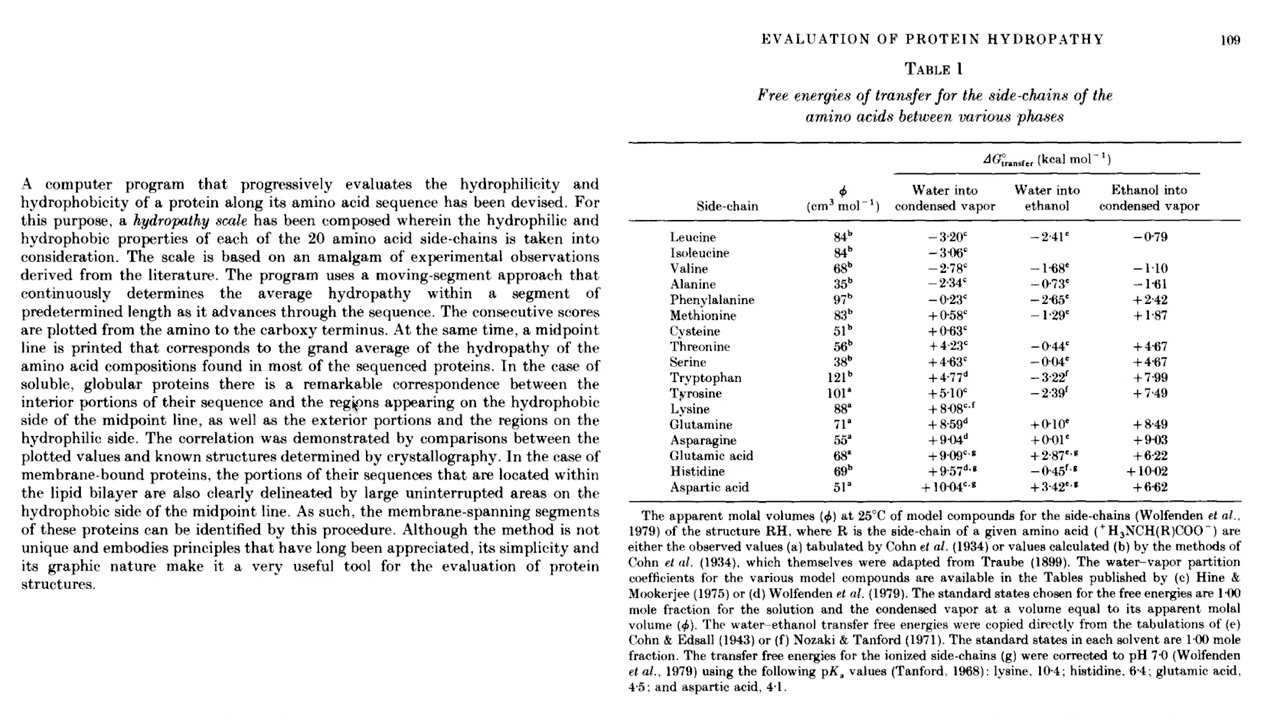 A computer program that progressively evaluates the hydrophilicity and
hydrophobicity of a protein along its amino acid sequence has been devised. For
this purpose, a hydropathy scale has been composed wherein the hydrophilic and
hydrophobic properties of each of the 20 amino acid side-chains is taken into
consideration. The scale is based on an amalgam of experimental observations
derived from the literature. The program uses a moving-segment approach that
continuously determines the average hydropathy within a segment of
predetermined length as it advances through the sequence. The consecutive scores
are plotted from the amino to the carboxy terminus. At the same time, a midpoint
line is printed that corresponds to the grand average of the hydropathy of the
amino acid compositions found in most of the sequenced proteins. In the case of
soluble, globular proteins there is a remarkable correspondence between the
interior portions of their sequence and the regions appearing on the hydrophobic
side of the midpoint line, as well as the exterior portions and the regions on the
hydrophilic side. The correlation was demonstrated by comparisons between the
plotted values and known structures determined by crystallography. In the case of
membrane-bound proteins, the portions of their sequences that are located within
the lipid bilayer are also clearly delineated by large uninterrupted areas on the
hydrophobic side of the midpoint line. As such, the membrane-spanning segments
of these proteins can be identified by this procedure. Although the method is not
unique and embodies principles that have long been appreciated, its simplicity and
its graphic nature make it a very useful tool for the evaluation of protein
structures.
EVALUATION OF PROTEIN HYDROPATHY 109
TABLE 1
Free energies of transfer for the side-chains of the
amino acids between various phases
ΔG°transfer (kcal mol⁻¹)
ϕ Water into Water into Ethanol into
Side-chain (cm³ mol⁻¹) condensed vapor ethanol condensed vapor
Leucine 84ᵇ −3·20ᶜ −2·41ᵉ −0·79
Isoleucine 84ᵇ −3·06ᶜ
Valine 68ᵇ −2·78ᶜ −1·68ᵉ −1·10
Alanine 35ᵇ −2·34ᶜ −0·73ᵉ −1·61
Phenylalanine 97ᵇ −0·23ᶜ −2·65ᵉ +2·42
Methionine 83ᵇ +0·58ᶜ −1·29ᵉ +1·87
Cysteine 51ᵇ +0·63ᶜ
Threonine 56ᵇ +4·23ᶜ −0·44ᵉ +4·67
Serine 38ᵇ +4·63ᶜ −0·04ᵉ +4·67
Tryptophan 121ᵇ +4·77ᵈ −3·22ᶠ +7·99
Tyrosine 101ᵃ +5·10ᶜ −2·39ᶠ +7·49
Lysine 88ᵃ +8·08ᶜ·ᶠ
Glutamine 71ᵃ +8·59ᵈ +0·10ᵉ +8·49
Asparagine 55ᵃ +9·04ᵈ +0·01ᵉ +9·03
Glutamic acid 68ᵃ +9·09ᶜ·ᵍ +2·87ᵉ·ᵍ +6·22
Histidine 69ᵇ +9·57ᵈ·ᵍ −0·45ᶠ·ᵍ +10·02
Aspartic acid 51ᵃ +10·04ᶜ·ᵍ +3·42ᵉ·ᵍ +6·62
The apparent molal volumes (ϕ) at 25°C of model compounds for the side-chains (Wolfenden et al.,
1979) of the structure RH, where R is the side-chain of a given amino acid (⁺H₃NCH(R)COO⁻) are
either the observed values (a) tabulated by Cohn et al. (1934) or values calculated (b) by the methods of
Cohn et al. (1934), which themselves were adapted from Traube (1899). The water–vapor partition
coefficients for the various model compounds are available in the Tables published by (c) Hine &
Mookerjee (1975) or (d) Wolfenden et al. (1979). The standard states chosen for the free energies are 1·00
mole fraction for the solution and the condensed vapor at a volume equal to its apparent molal
volume (ϕ). The water–ethanol transfer free energies were copied directly from the tabulations of (e)
Cohn & Edsall (1943) or (f) Nozaki & Tanford (1971). The standard states in each solvent are 1·00 mole
fraction. The transfer free energies for the ionized side-chains (g) were corrected to pH 7·0 (Wolfenden
et al., 1979) using the following pKₐ values (Tanford, 1968): lysine, 10·4; histidine, 6·4; glutamic acid,
4·5; and aspartic acid, 4·1.